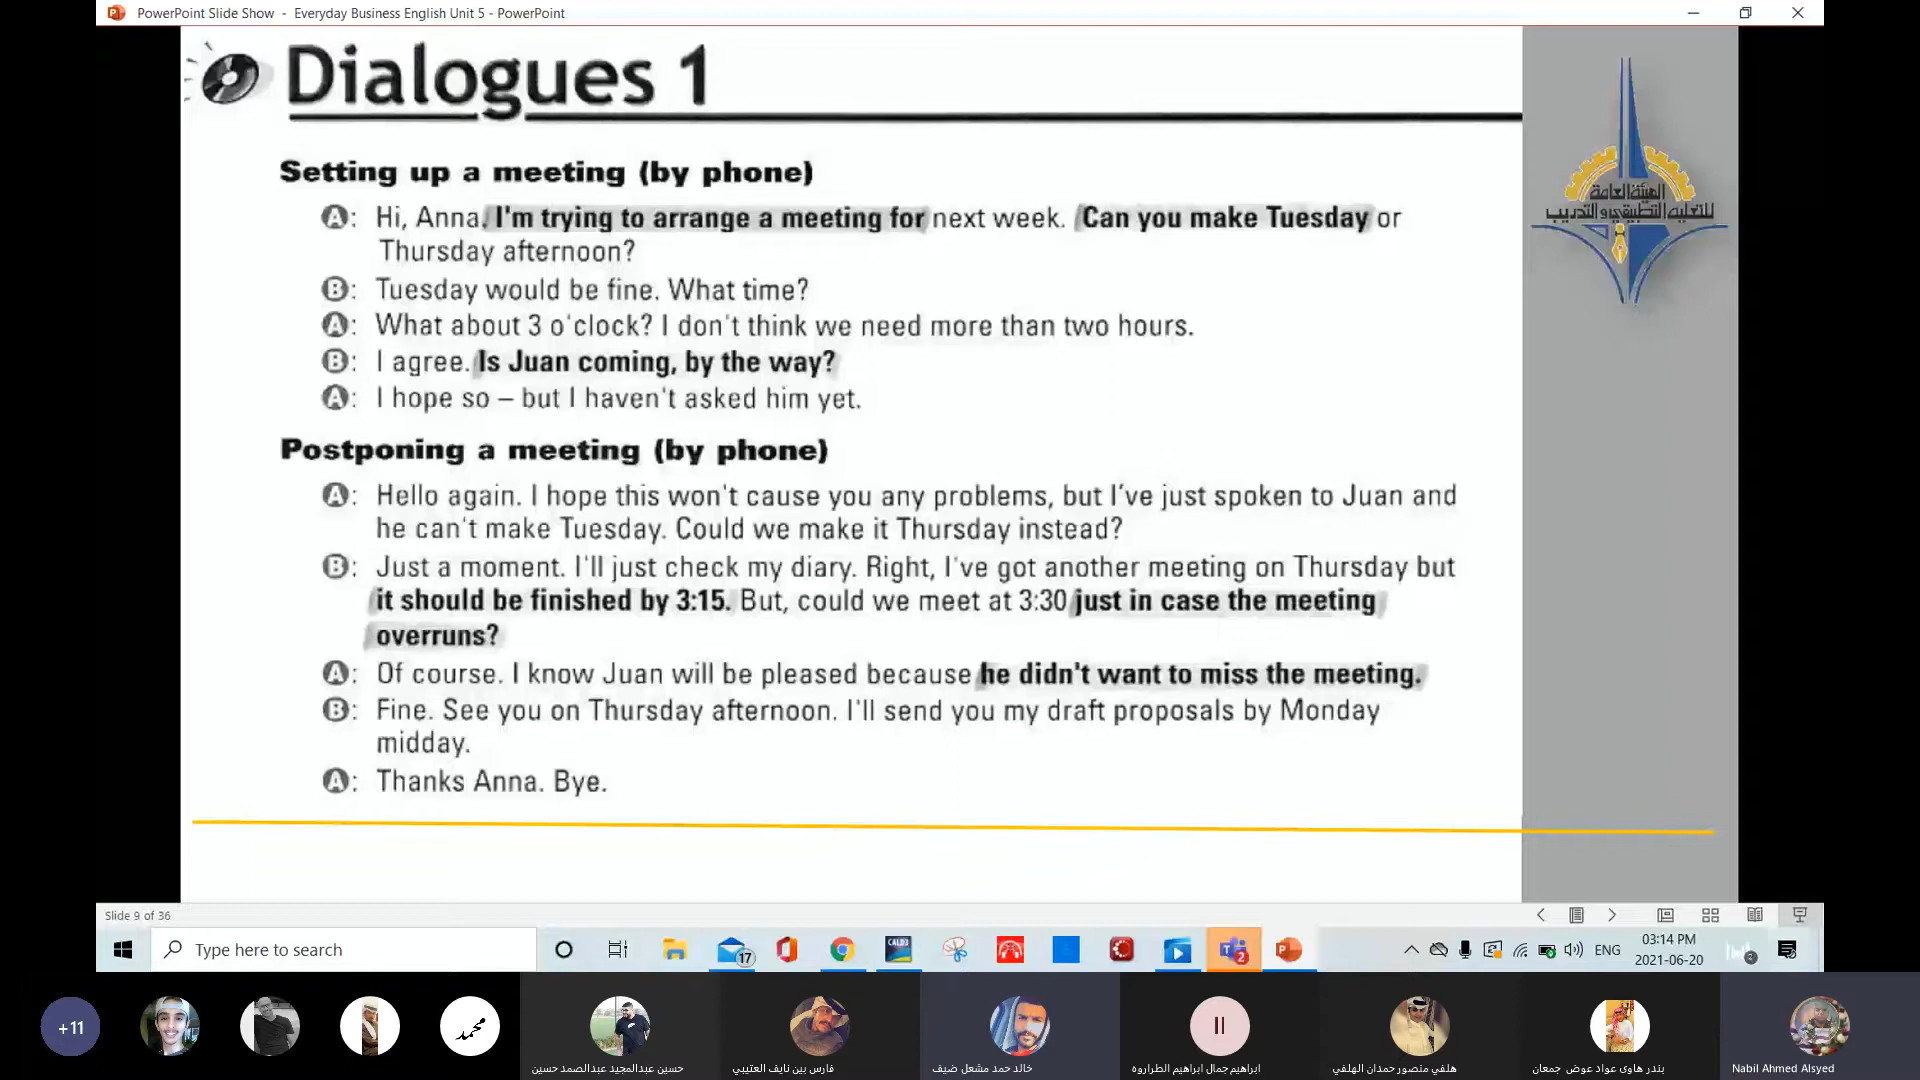 PowerPoint Slide Show - Everyday Business English Unit 5 - PowerPoint
Dialogues 1
الهيئة العامة
للتعليم التطبيقي والتدريب
Setting up a meeting (by phone)
A: Hi, Anna. I'm trying to arrange a meeting for next week. Can you make Tuesday or
Thursday afternoon?
B: Tuesday would be fine. What time?
A: What about 3 o'clock? I don't think we need more than two hours.
B: I agree. Is Juan coming, by the way?
A: I hope so – but I haven't asked him yet.
Postponing a meeting (by phone)
A: Hello again. I hope this won't cause you any problems, but I've just spoken to Juan and
he can't make Tuesday. Could we make it Thursday instead?
B: Just a moment. I'll just check my diary. Right, I've got another meeting on Thursday but
it should be finished by 3:15. But, could we meet at 3:30 just in case the meeting
overruns?
A: Of course. I know Juan will be pleased because he didn't want to miss the meeting.
B: Fine. See you on Thursday afternoon. I'll send you my draft proposals by Monday
midday.
A: Thanks Anna. Bye.
Slide 9 of 36
Type here to search
17
CALD3
2
ENG
03:14 PM
2021-06-20
2
+11
محمد
حسين عبدالمجيد عبدالصمد حسين
فارس بين نايف العتيبي
خالد حمد مشعل ضيف
ابراهيم جمال ابراهيم الطراروه
هلفي منصور حمدان الهلفي
بندر هاوى عواد عوض جمعان
Nabil Ahmed Alsyed